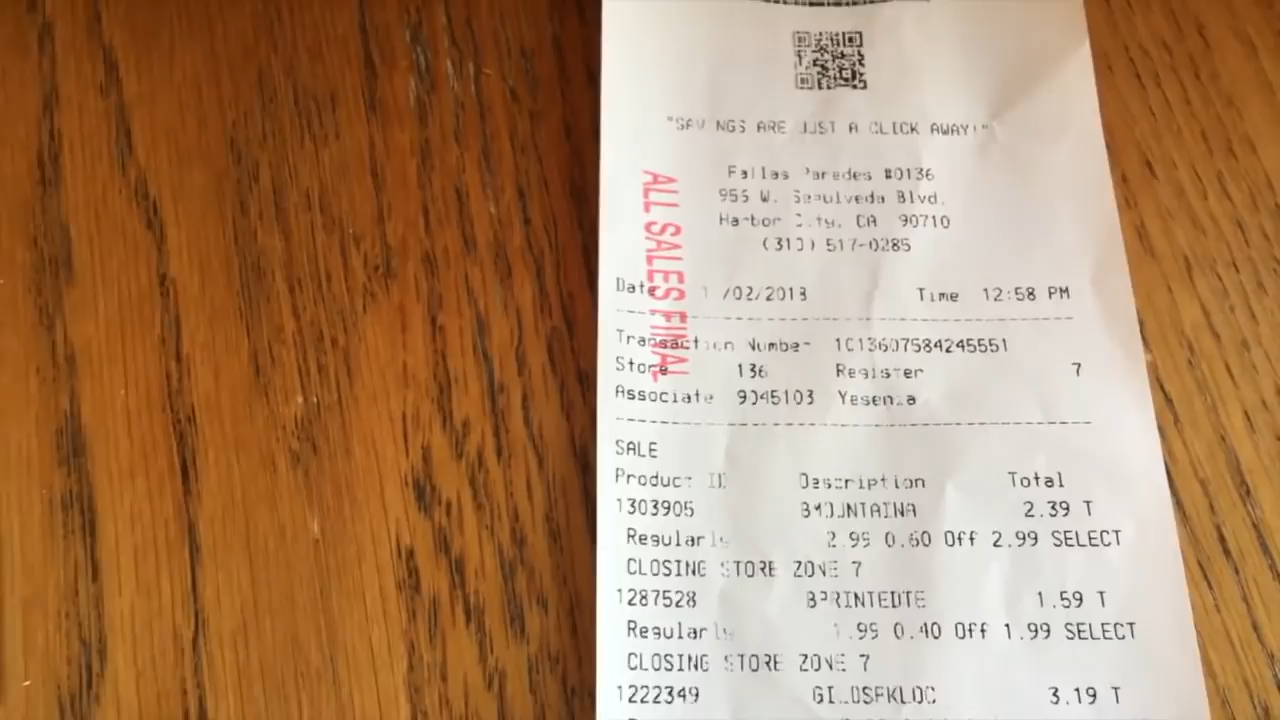 "SAVINGS ARE JUST A CLICK AWAY!"
Fallas Paredes #0136
955 W. Sepulveda Blvd.
Harbor City, CA 90710
(310) 517-0285
ALL SALES FINAL
Date /02/2018 Time 12:58 PM
Transaction Number 1013607584245551
Store 136 Register 7
Associate 9045103 Yesenia
SALE
Product ID Description Total
1303905 BMOUNTAINA 2.39 T
Regularly 2.99 0.60 Off 2.99 SELECT
CLOSING STORE ZONE 7
1287528 BPRINTEDTE 1.59 T
Regularly 1.99 0.40 Off 1.99 SELECT
CLOSING STORE ZONE 7
1222349 3.19 T